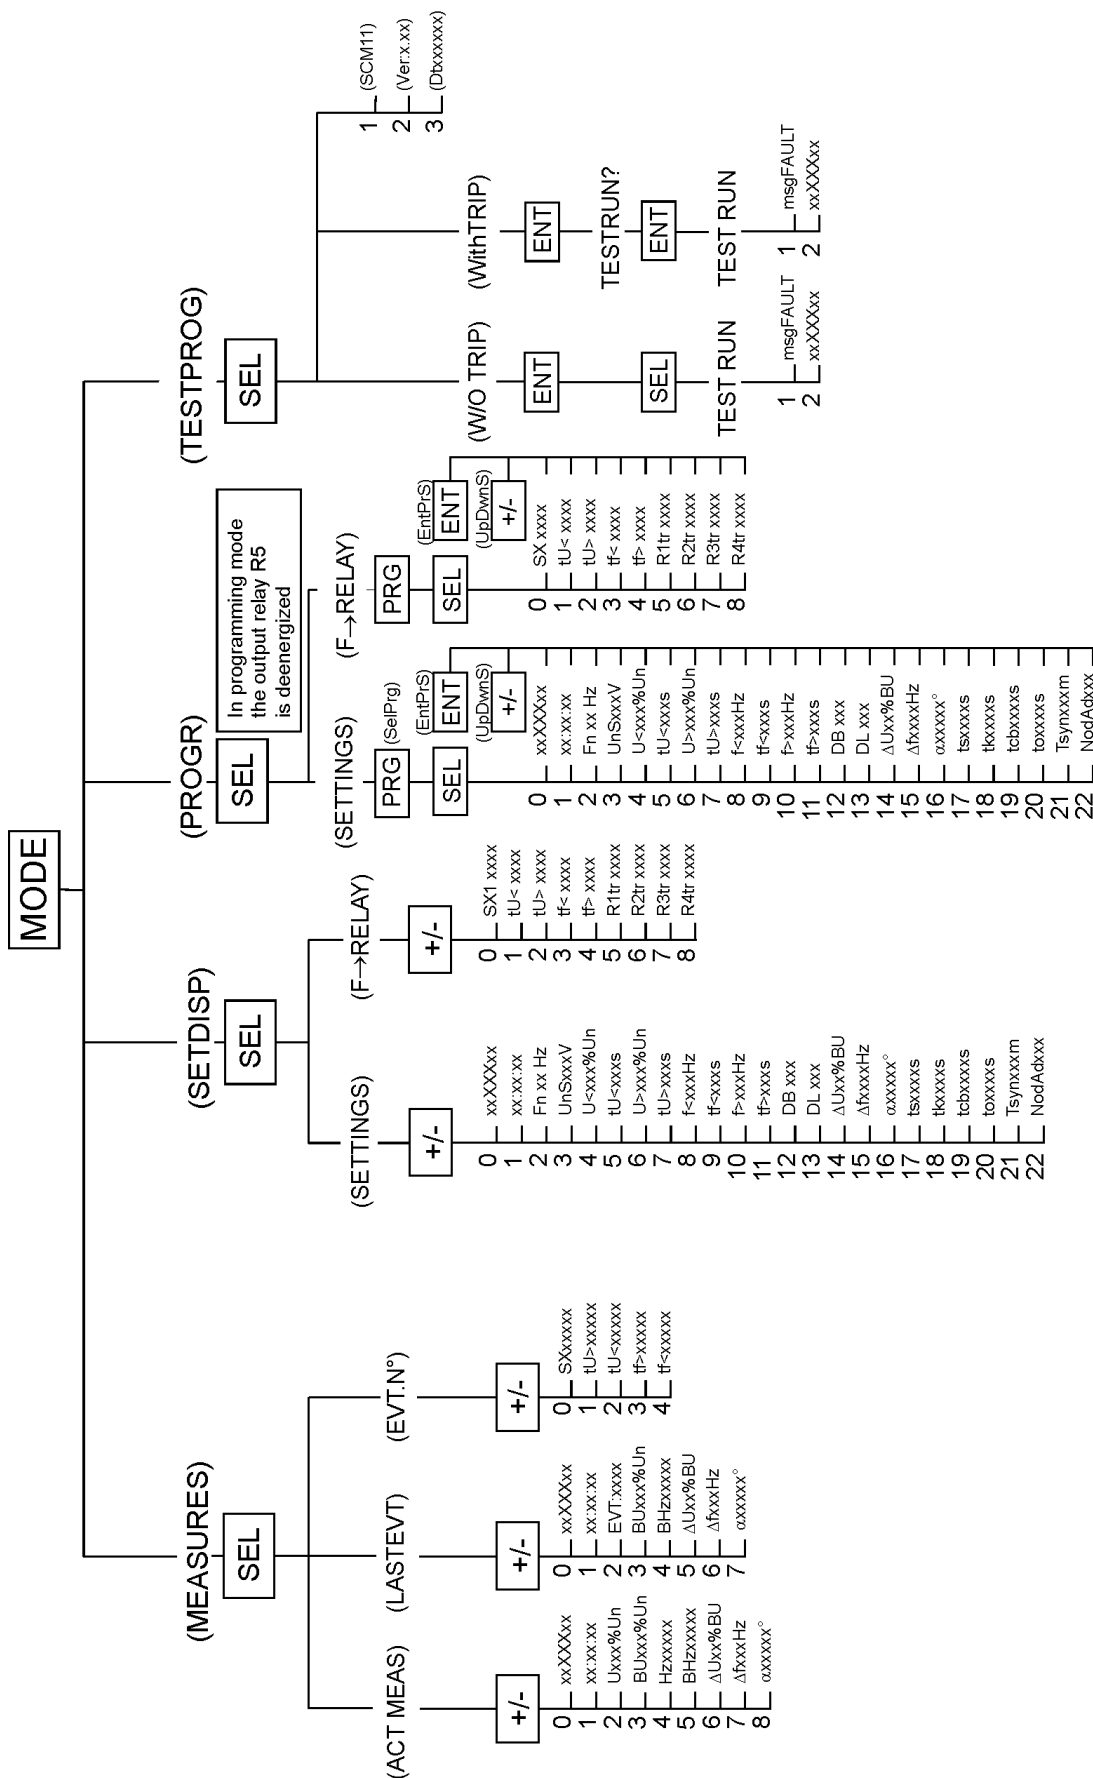 MODE
(MEASURES)
SEL
(ACT MEAS)
+/-
0 xxXXXxx
1 xx:xx:xx
2 Uxxx%Un
3 BUxxx%Un
4 Hzxxxxx
5 BHzxxxxx
6 ΔUxx%BU
7 ΔfxxxHz
8 αxxxxx°
(LASTEVT)
+/-
0 xxXXXxx
1 xx:xx:xx
2 EVT:xxxx
3 BUxxx%Un
4 BHzxxxxx
5 ΔUxx%BU
6 ΔfxxxHz
7 αxxxxx°
(EVT.N°)
+/-
0 SXxxxxx
1 tU>xxxxx
2 tU<xxxxx
3 tf>xxxxx
4 tf<xxxxx
(SETDISP)
SEL
(SETTINGS)
+/-
0 xxXXXxx
1 xx:xx:xx
2 Fn xx Hz
3 UnSxxxV
4 U<xxx%Un
5 tU<xxxs
6 U>xxx%Un
7 tU>xxxs
8 f<xxxHz
9 tf<xxxs
10 f>xxxHz
11 tf>xxxs
12 DB xxx
13 DL xxx
14 ΔUxx%BU
15 ΔfxxxxHz
16 αxxxxx°
17 tsxxxxs
18 tkxxxxs
19 tcbxxxxs
20 toxxxxs
21 Tsynxxxm
22 NodAdxxx
(F→RELAY)
+/-
0 SX1 xxxx
1 tU< xxxx
2 tU> xxxx
3 tf< xxxx
4 tf> xxxx
5 R1tr xxxx
6 R2tr xxxx
7 R3tr xxxx
8 R4tr xxxx
(PROGR)
SEL
In programming mode
the output relay R5
is deenergized
(SETTINGS)
PRG (SelPrg)
SEL
(EntPrS)
ENT
(UpDwnS)
+/-
0 xxXXXxx
1 xx:xx:xx
2 Fn xx Hz
3 UnSxxxV
4 U<xxx%Un
5 tU<xxxs
6 U>xxx%Un
7 tU>xxxs
8 f<xxxHz
9 tf<xxxs
10 f>xxxHz
11 tf>xxxs
12 DB xxx
13 DL xxx
14 ΔUxx%BU
15 ΔfxxxxHz
16 αxxxxx°
17 tsxxxxs
18 tkxxxxs
19 tcbxxxxs
20 toxxxxs
21 Tsynxxxm
22 NodAdxxx
(F→RELAY)
PRG
SEL
(EntPrS)
ENT
(UpDwnS)
+/-
0 SX xxxx
1 tU< xxxx
2 tU> xxxx
3 tf< xxxx
4 tf> xxxx
5 R1tr xxxx
6 R2tr xxxx
7 R3tr xxxx
8 R4tr xxxx
(TESTPROG)
SEL
(W/O TRIP)
ENT
SEL
TEST RUN
1 msgFAULT
2 xxXXXxx
(WithTRIP)
ENT
TESTRUN?
ENT
TEST RUN
1 msgFAULT
2 xxXXXxx
1 (SCM11)
2 (Ver:x.xx)
3 (Dtxxxxxx)